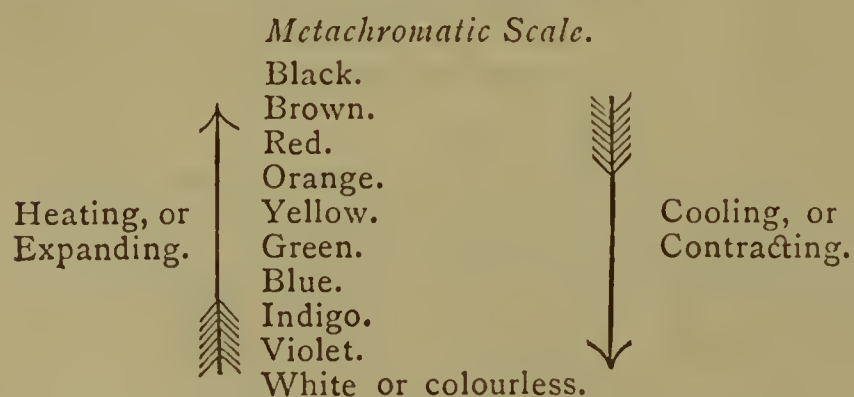 Metachromatic Scale.
Black.
Brown.
Red.
Orange.
Yellow.
Green.
Blue.
Indigo.
Violet.
White or colourless.
Heating, or
Expanding.
Cooling, or
Contracting.